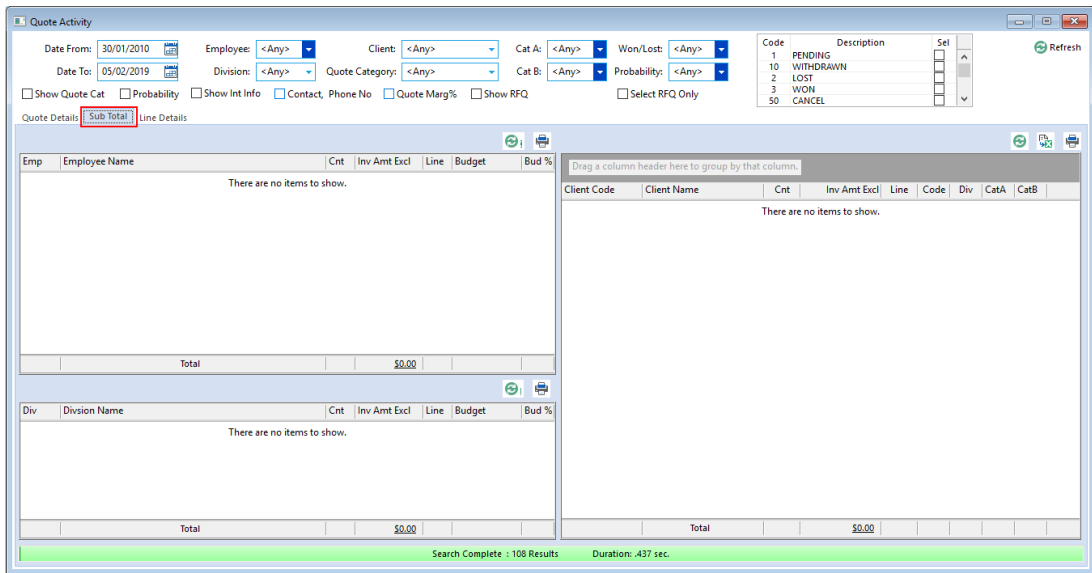 Quote Activity
Date From: 30/01/2010 Employee: <Any> Client: <Any> Cat A: <Any> Won/Lost: <Any>
Date To: 05/02/2019 Division: <Any> Quote Category: <Any> Cat B: <Any> Probability: <Any>
Show Quote Cat Probability Show Int Info Contact, Phone No Quote Marg% Show RFQ Select RFQ Only
Code Description Sel
1 PENDING
10 WITHDRAWN
2 LOST
3 WON
50 CANCEL
Refresh
Quote Details Sub Total Line Details
Emp Employee Name Cnt Inv Amt Excl Line Budget Bud %
There are no items to show.
Total $0.00
Div Divsion Name Cnt Inv Amt Excl Line Budget Bud %
There are no items to show.
Total $0.00
Drag a column header here to group by that column.
Client Code Client Name Cnt Inv Amt Excl Line Code Div CatA CatB
There are no items to show.
Total $0.00
Search Complete : 108 Results Duration: .437 sec.